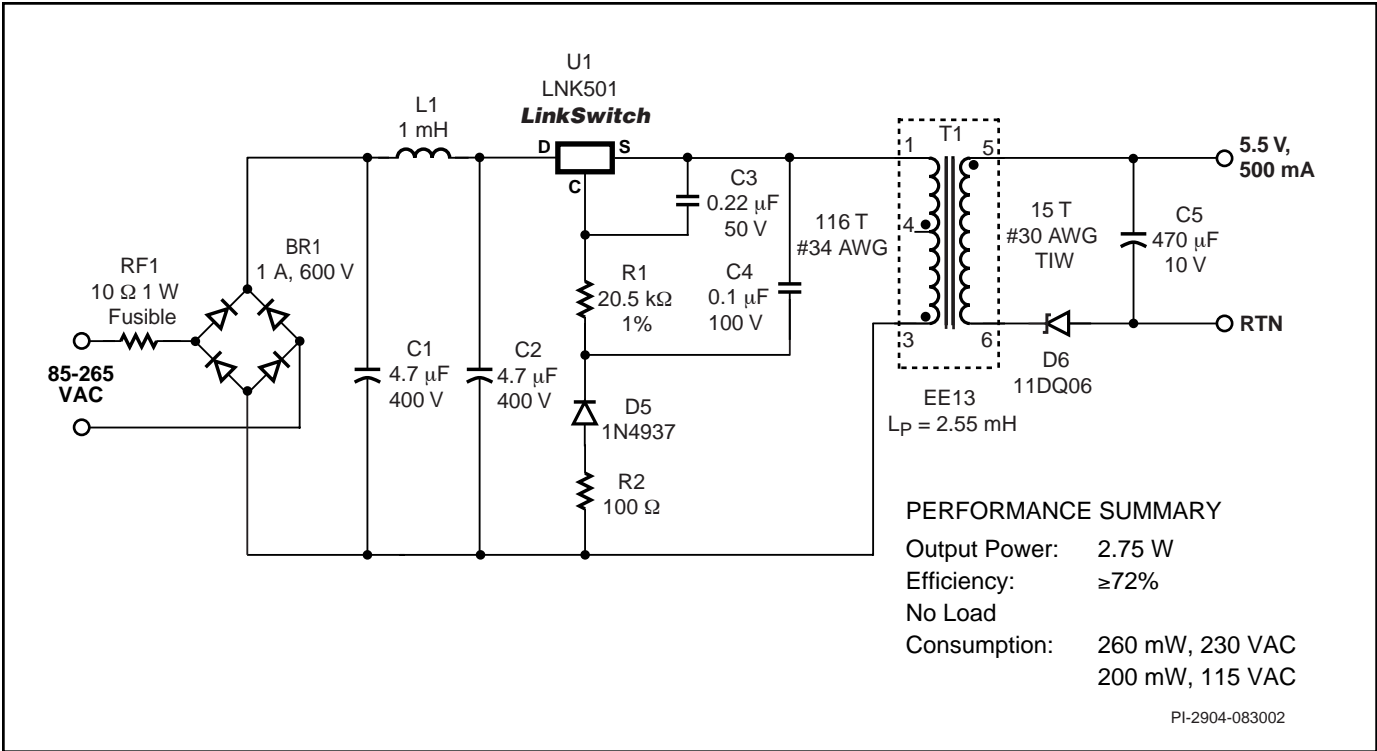 U1
LNK501
LinkSwitch
L1
1 mH
D
S
C
T1
1
5
5.5 V,
500 mA
C3
0.22 μF
50 V
116 T
#34 AWG
4
15 T
#30 AWG
TIW
C5
470 μF
10 V
RF1
10 Ω 1 W
Fusible
BR1
1 A, 600 V
R1
20.5 kΩ
1%
C4
0.1 μF
100 V
85-265
VAC
C1
4.7 μF
400 V
C2
4.7 μF
400 V
3
6
RTN
D5
1N4937
D6
11DQ06
EE13
LP = 2.55 mH
R2
100 Ω
PERFORMANCE SUMMARY
Output Power: 2.75 W
Efficiency: ≥72%
No Load
Consumption: 260 mW, 230 VAC
200 mW, 115 VAC
PI-2904-083002